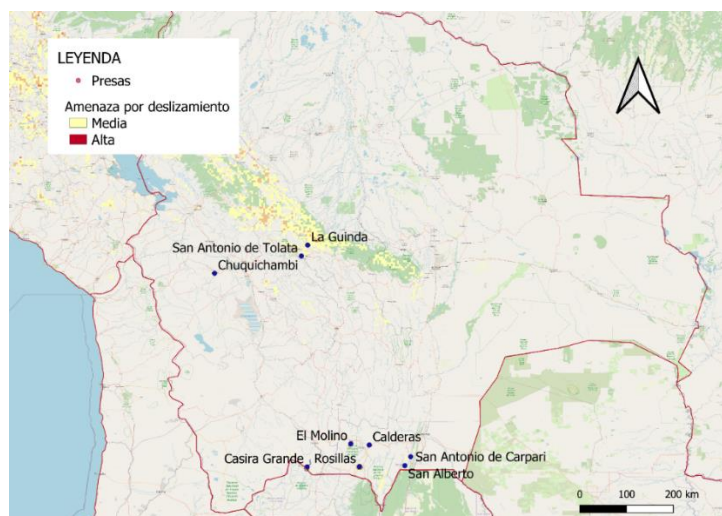 LEYENDA
Presas
Amenaza por deslizamiento
Media
Alta
La Guinda
San Antonio de Tolata
Chuquichambi
El Molino
Calderas
Casira Grande
Rosillas
San Antonio de Carpari
San Alberto
0 100 200 km